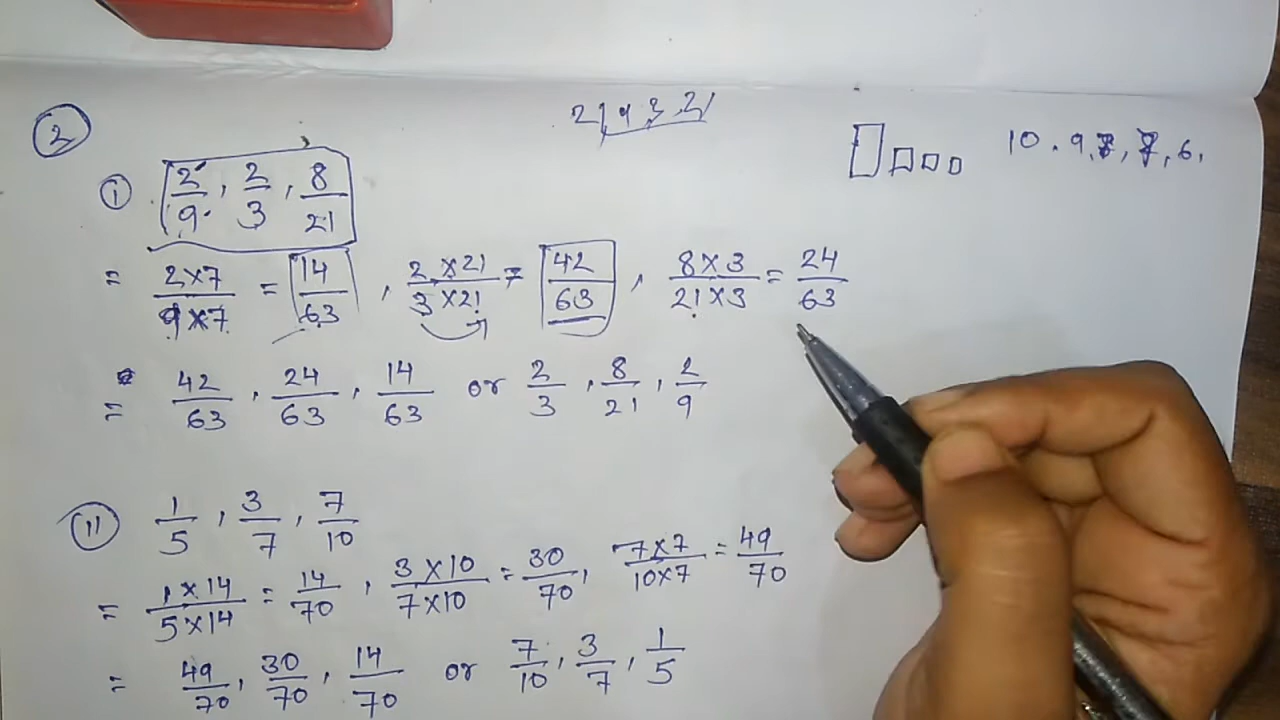 2
21 9 3 21
10. 9, 8, 7, 6,
i 2/9, 2/3, 8/21
= 2×7/9×7 = 14/63, 2×21/3×21 = 42/63, 8×3/21×3 = 24/63
= 42/63, 24/63, 14/63 or 2/3, 8/21, 2/9
ii 1/5, 3/7, 7/10
= 1×14/5×14 = 14/70, 3×10/7×10 = 30/70, 7×7/10×7 = 49/70
= 49/70, 30/70, 14/70 or 7/10, 3/7, 1/5